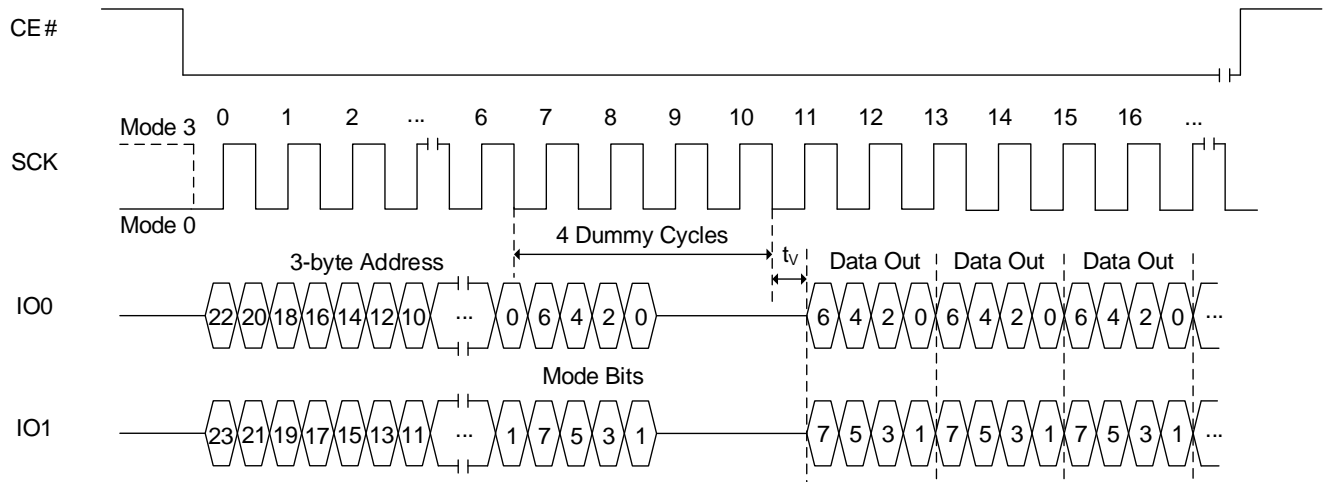 CE#
Mode 3
0 1 2 ... 6 7 8 9 10 11 12 13 14 15 16 ...
SCK
Mode 0
4 Dummy Cycles
3-byte Address
tV
Data Out Data Out Data Out
IO0
22 20 18 16 14 12 10 ... 0 6 4 2 0 6 4 2 0 6 4 2 0 6 4 2 0 ...
Mode Bits
IO1
23 21 19 17 15 13 11 ... 1 7 5 3 1 7 5 3 1 7 5 3 1 7 5 3 1 ...